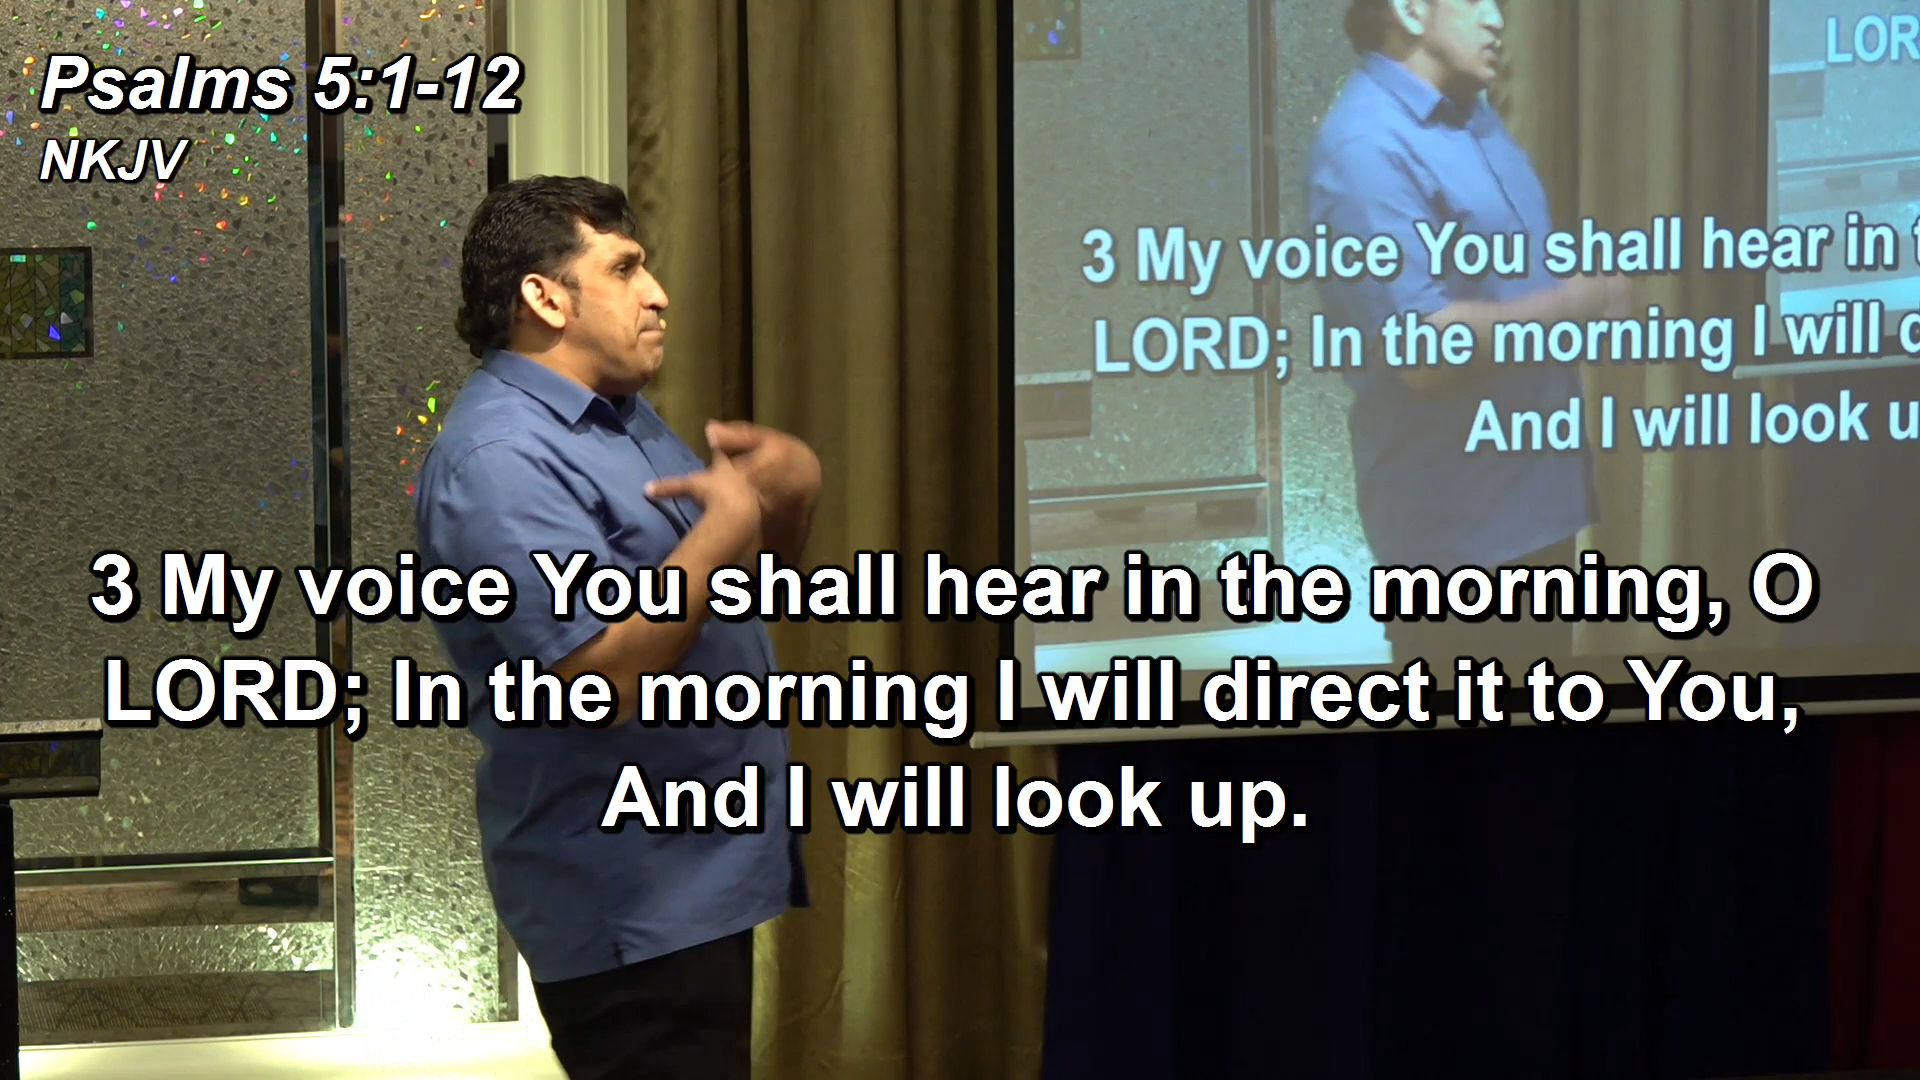 Psalms 5:1-12
NKJV
LOR
3 My voice You shall hear in
LORD; In the morning I will
And I will look
3 My voice You shall hear in the morning, O
LORD; In the morning I will direct it to You,
And I will look up.